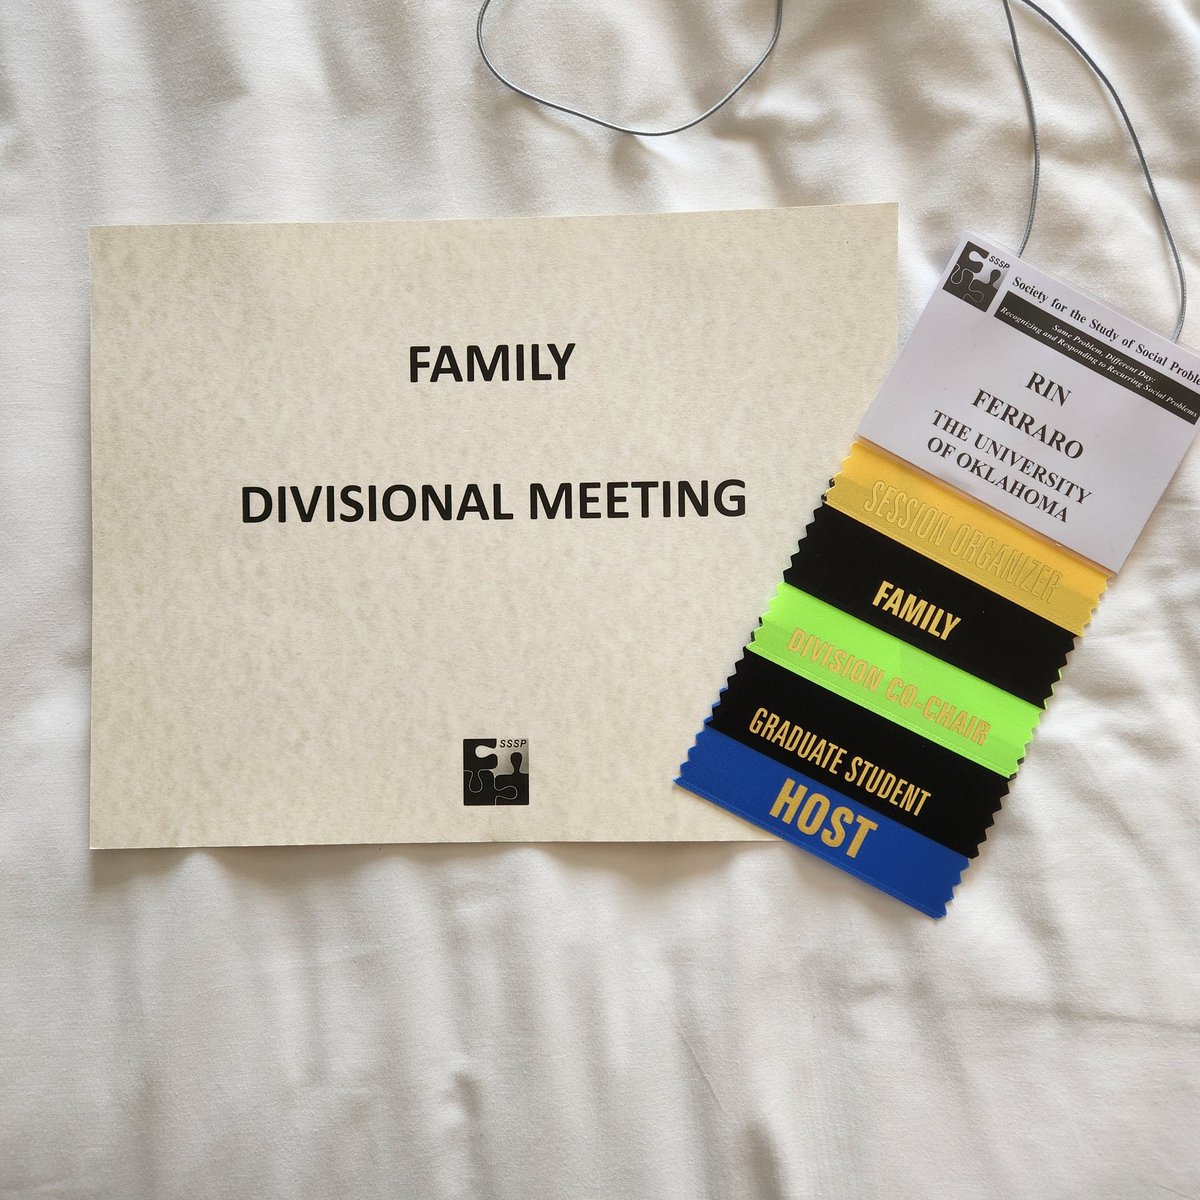 FAMILY
DIVISIONAL MEETING
SSSP
SSSP
Society for the Study of Social
Same Problem, Different Day:
Recognizing and Responding to Recurring Social Problems
RIN
FERRARO
THE UNIVERSITY
OF OKLAHOMA
SESSION ORGANIZER
FAMILY
DIVISION CO-CHAIR
GRADUATE STUDENT
HOST